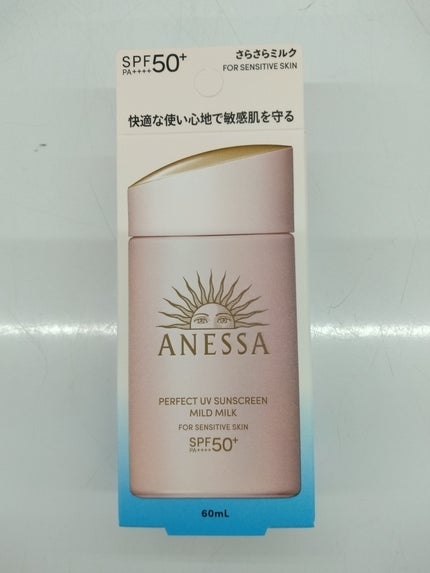 SPF50+
PA++++
さらさらミルク
FOR SENSITIVE SKIN
快適な使い心地で敏感肌を守る
ANESSA
PERFECT UV SUNSCREEN
MILD MILK
FOR SENSITIVE SKIN
SPF50+
PA++++
60mL